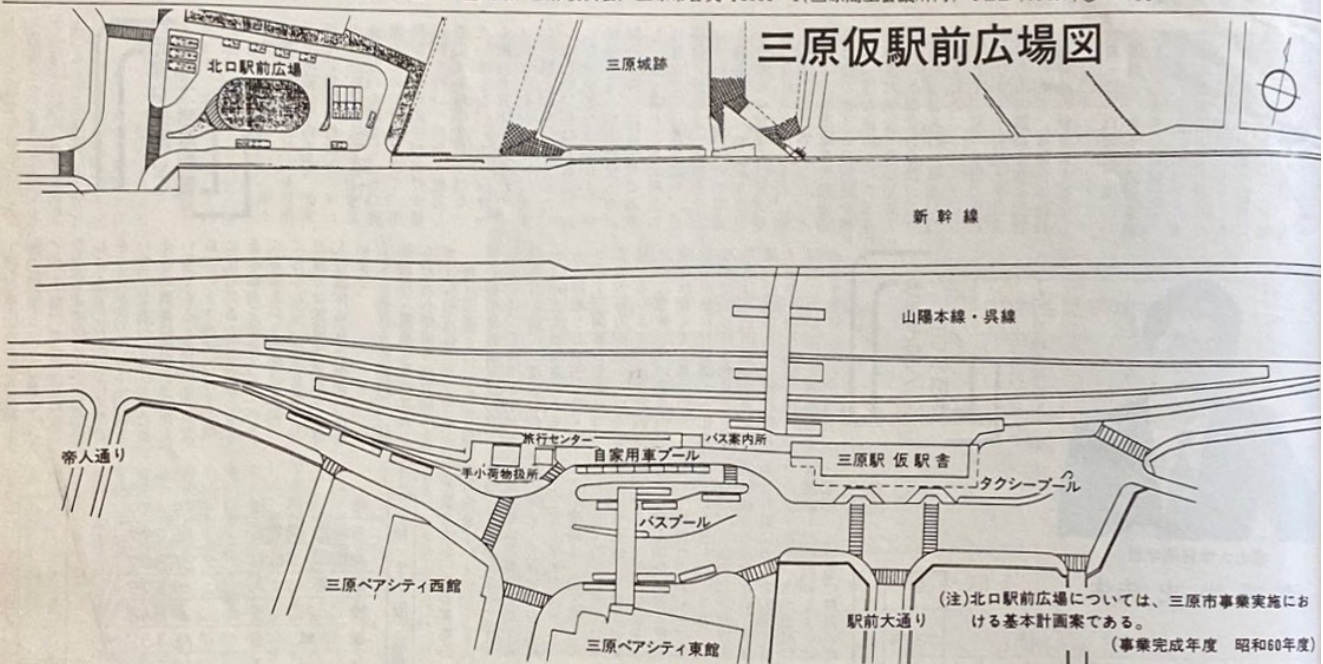 三原仮駅前広場図
北口駅前広場
三原城跡
新幹線
山陽本線・呉線
帝人通り
旅行センター
バス案内所
自家用車プール
手小荷物扱所
三原駅 仮駅舎
タクシープール
バスプール
三原ペアシティ西館
三原ペアシティ東館
駅前大通り
(注)北口駅前広場については、三原市事業実施にお
ける基本計画案である。
(事業完成年度 昭和60年度)